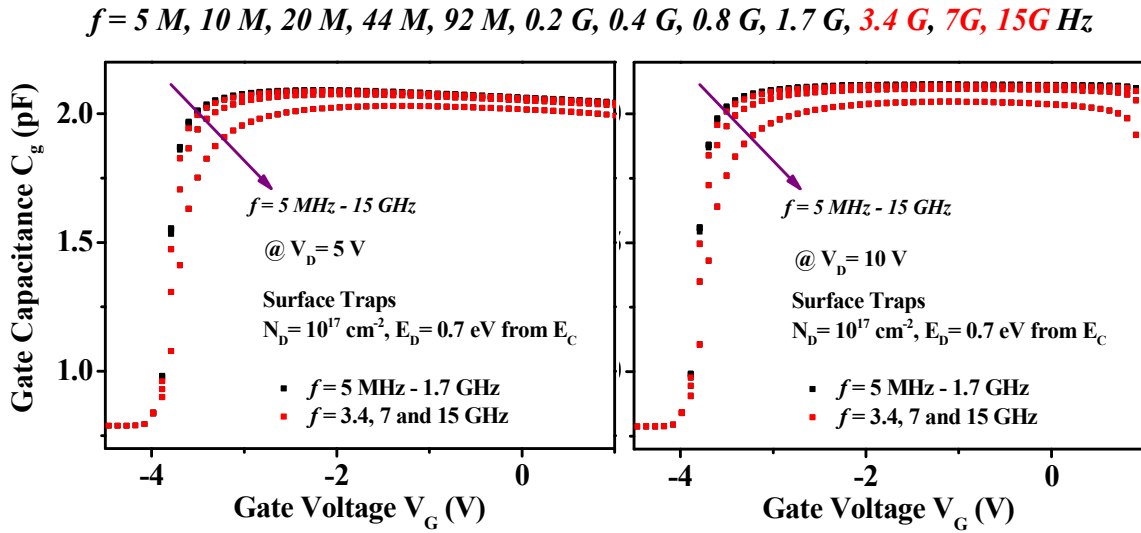 f = 5 M, 10 M, 20 M, 44 M, 92 M, 0.2 G, 0.4 G, 0.8 G, 1.7 G, 3.4 G, 7G, 15G Hz
Gate Capacitance C_g (pF)
2.0
1.5
1.0
f = 5 MHz - 15 GHz
@ V_D= 5 V
Surface Traps
N_D= 10^17 cm^-2, E_D= 0.7 eV from E_C
f = 5 MHz - 1.7 GHz
f = 3.4, 7 and 15 GHz
-4
-2
0
Gate Voltage V_G (V)
0
5
0
f = 5 MHz - 15 GHz
@ V_D= 10 V
Surface Traps
N_D= 10^17 cm^-2, E_D= 0.7 eV from E_C
f = 5 MHz - 1.7 GHz
f = 3.4, 7 and 15 GHz
-4
-2
0
Gate Voltage V_G (V)